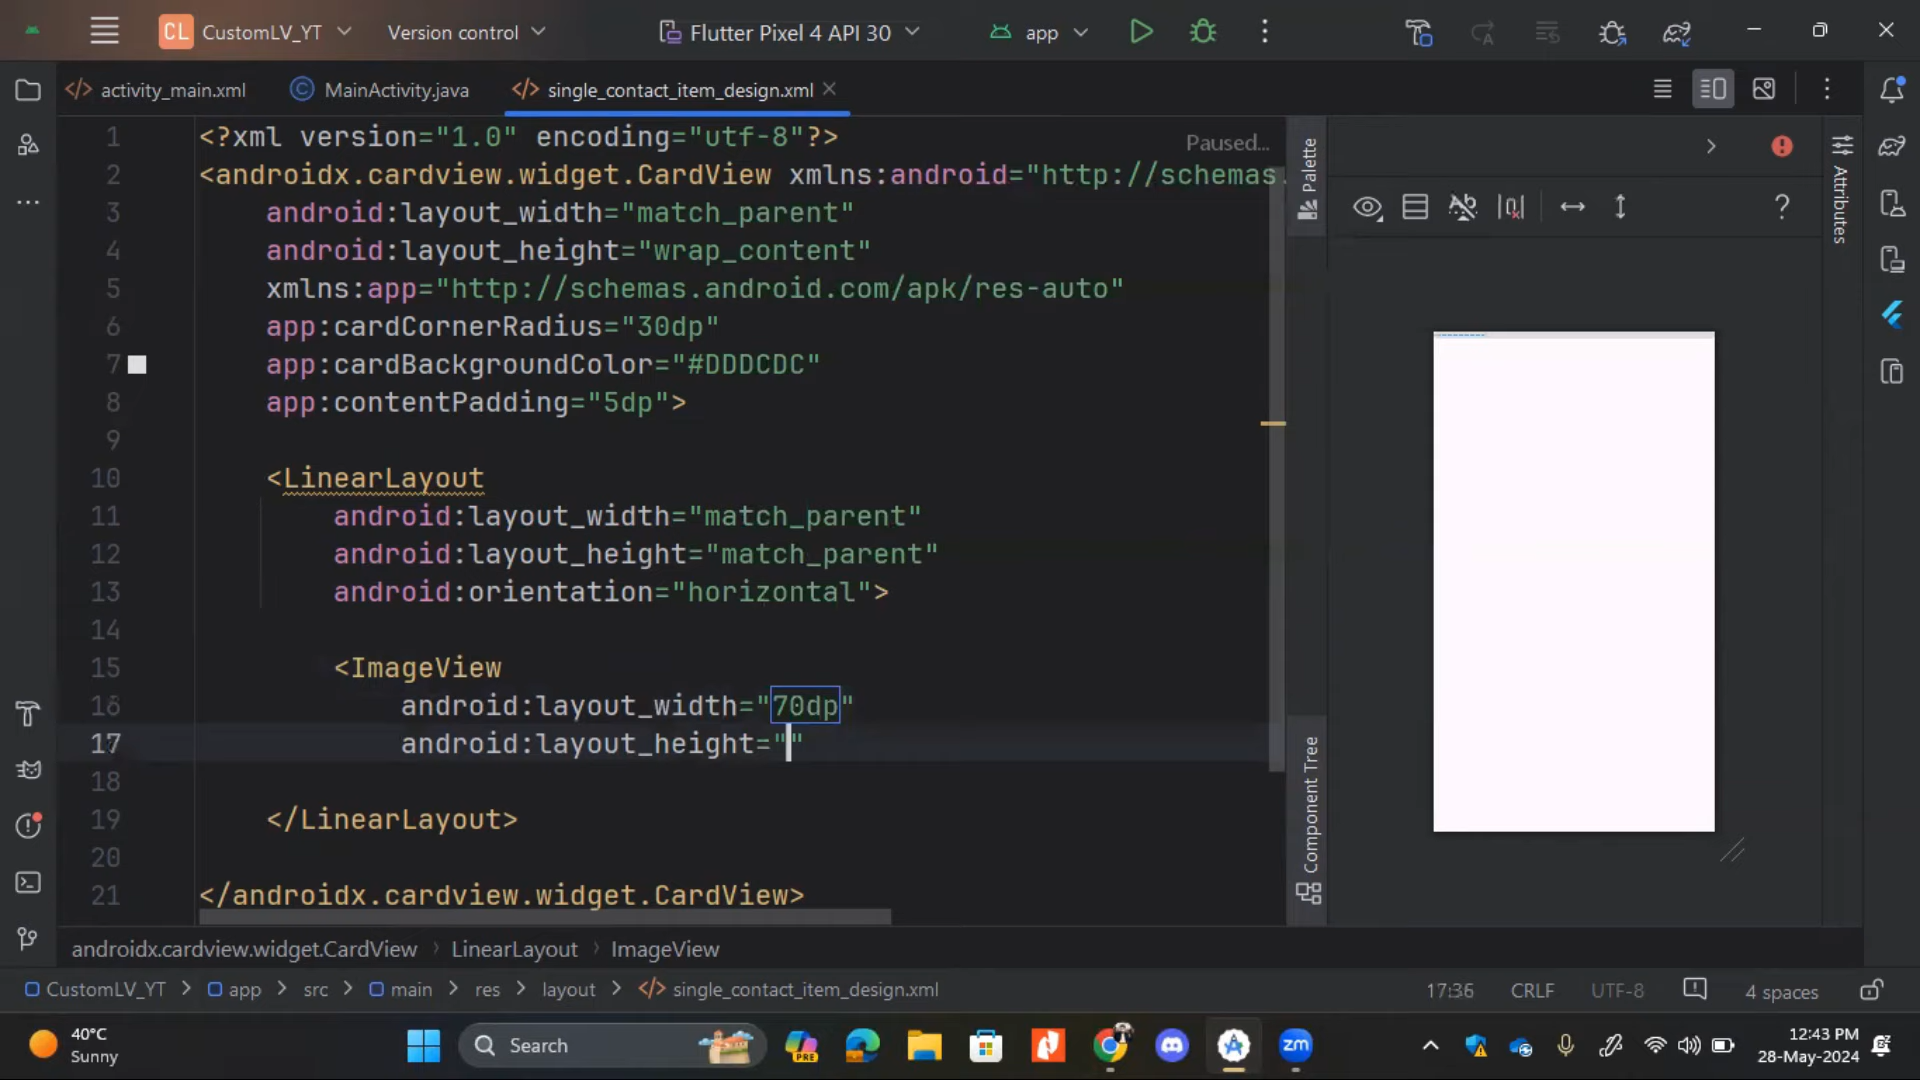 CL CustomLV_YT Version control Flutter Pixel 4 API 30 app
activity_main.xml MainActivity.java single_contact_item_design.xml
1 <?xml version="1.0" encoding="utf-8"?> Paused...
2 <androidx.cardview.widget.CardView xmlns:android="http://schemas.
3 android:layout_width="match_parent"
4 android:layout_height="wrap_content"
5 xmlns:app="http://schemas.android.com/apk/res-auto"
6 app:cardCornerRadius="30dp"
7 app:cardBackgroundColor="#DDDCDC"
8 app:contentPadding="5dp">
9
10 <LinearLayout
11 android:layout_width="match_parent"
12 android:layout_height="match_parent"
13 android:orientation="horizontal">
14
15 <ImageView
16 android:layout_width="70dp"
17 android:layout_height=""
18
19 </LinearLayout>
20
21 </androidx.cardview.widget.CardView>
Palette
Component Tree
Attributes
androidx.cardview.widget.CardView LinearLayout ImageView
CustomLV_YT > app > src > main > res > layout > single_contact_item_design.xml 17:36 CRLF UTF-8 4 spaces
40°C
Sunny
Search
PRE
zm
12:43 PM
28-May-2024